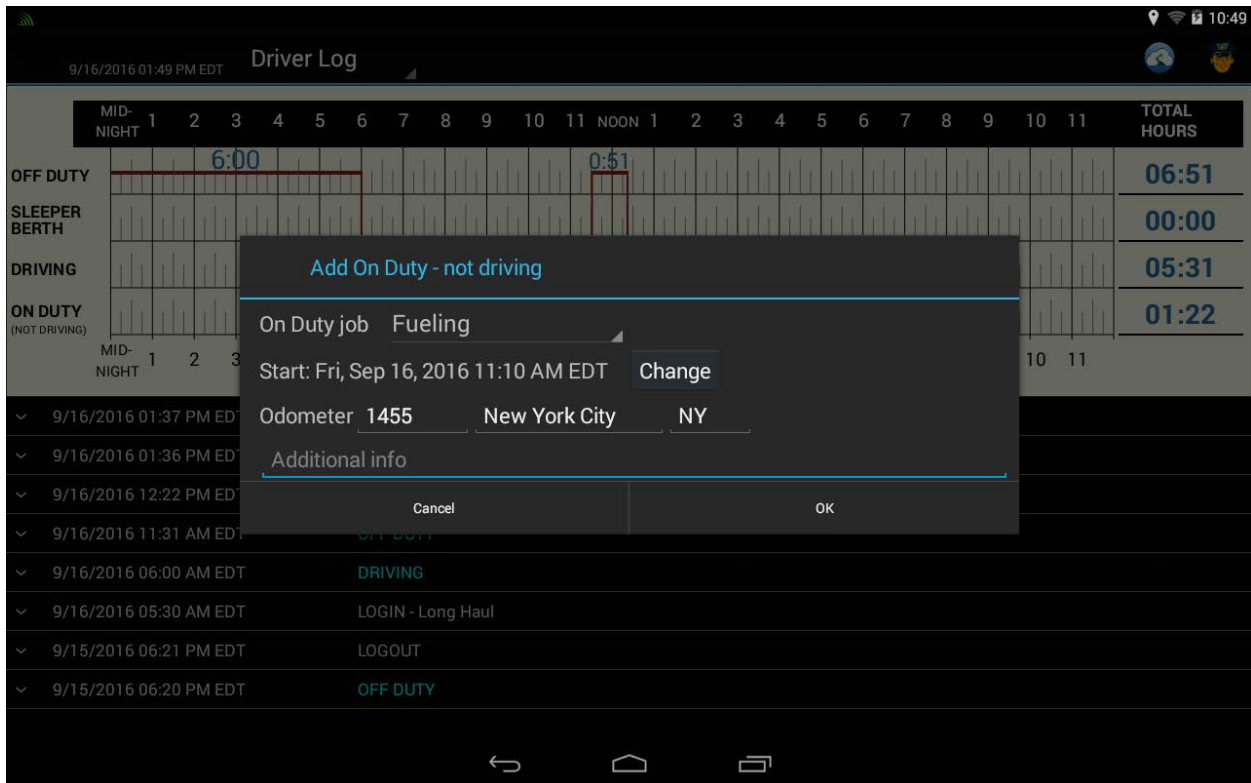 10:49
9/16/2016 01:49 PM EDT Driver Log
MID-NIGHT 1 2 3 4 5 6 7 8 9 10 11 NOON 1 2 3 4 5 6 7 8 9 10 11 TOTAL HOURS
6:00 0:51
OFF DUTY 06:51
SLEEPER BERTH 00:00
DRIVING 05:31
ON DUTY (NOT DRIVING) 01:22
MID-NIGHT 1 2 3 10 11
Add On Duty - not driving
On Duty job Fueling
Start: Fri, Sep 16, 2016 11:10 AM EDT Change
Odometer 1455 New York City NY
Additional info
Cancel OK
9/16/2016 01:37 PM ED
9/16/2016 01:36 PM EDT
9/16/2016 12:22 PM EDT
9/16/2016 11:31 AM EDT OFF DUTY
9/16/2016 06:00 AM EDT DRIVING
9/16/2016 05:30 AM EDT LOGIN - Long Haul
9/15/2016 06:21 PM EDT LOGOUT
9/15/2016 06:20 PM EDT OFF DUTY